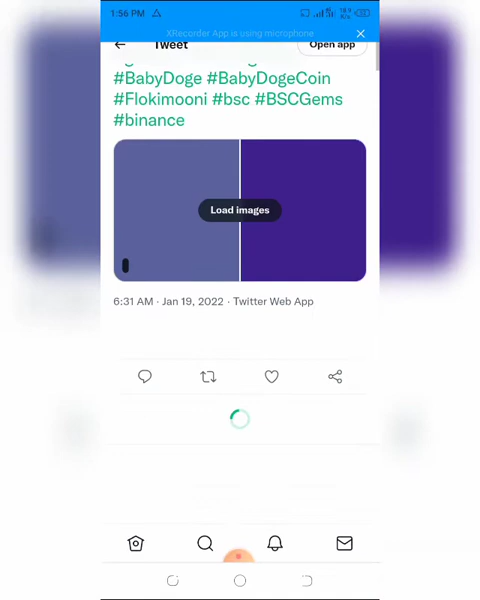 1:56 PM
XRecorder App is using microphone
Tweet
Open app
#BabyDoge #BabyDogeCoin
#Flokimooni #bsc #BSCGems
#binance
Load images
6:31 AM · Jan 19, 2022 · Twitter Web App